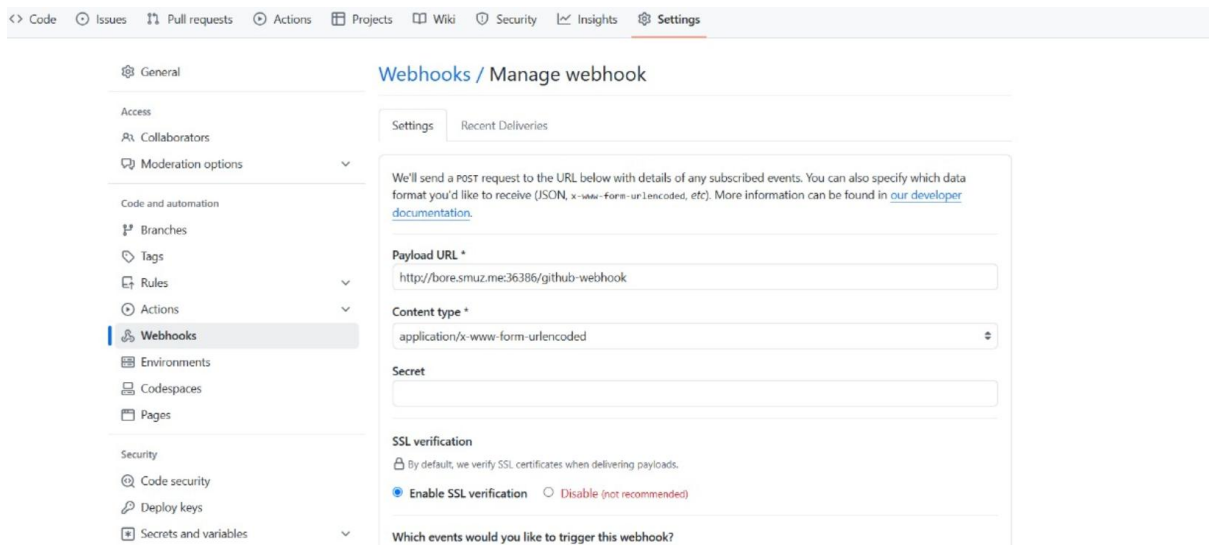 <> Code Issues Pull requests Actions Projects Wiki Security Insights Settings
General
Access
Collaborators
Moderation options
Code and automation
Branches
Tags
Rules
Actions
Webhooks
Environments
Codespaces
Pages
Security
Code security
Deploy keys
Secrets and variables
Webhooks / Manage webhook
Settings Recent Deliveries
We'll send a POST request to the URL below with details of any subscribed events. You can also specify which data
format you'd like to receive (JSON, x-www-form-urlencoded, etc). More information can be found in our developer
documentation.
Payload URL *
http://bore.smuz.me:36386/github-webhook
Content type *
application/x-www-form-urlencoded
Secret
SSL verification
By default, we verify SSL certificates when delivering payloads.
Enable SSL verification Disable (not recommended)
Which events would you like to trigger this webhook?